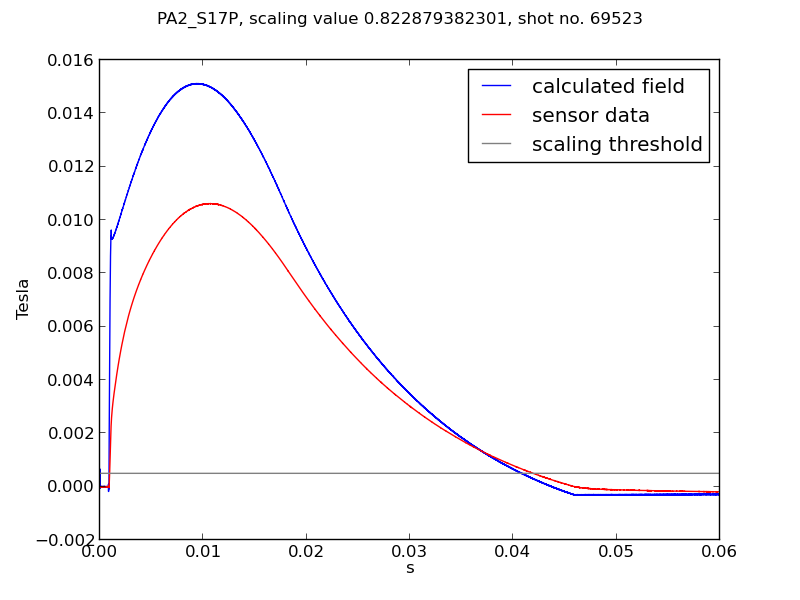 PA2_S17P, scaling value 0.822879382301, shot no. 69523
calculated field
sensor data
scaling threshold
Tesla
0.016
0.014
0.012
0.010
0.008
0.006
0.004
0.002
0.000
−0.002
0.00 0.01 0.02 0.03 0.04 0.05 0.06
s